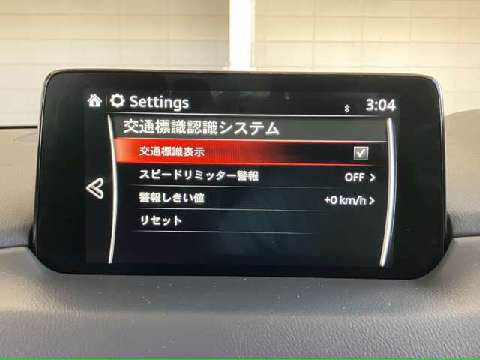 Settings
3:04
交通標識認識システム
交通標識表示
スピードリミッター警報 OFF
警報しきい値 +0 km/h
リセット